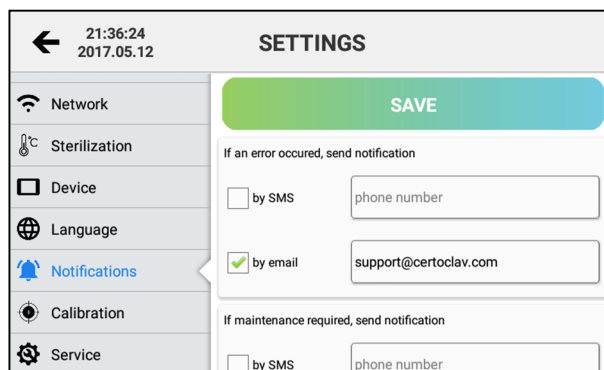 21:36:24
2017.05.12
SETTINGS
Network
°C Sterilization
Device
Language
Notifications
Calibration
Service
SAVE
If an error occured, send notification
by SMS phone number
by email support@certoclav.com
If maintenance required, send notification
by SMS phone number